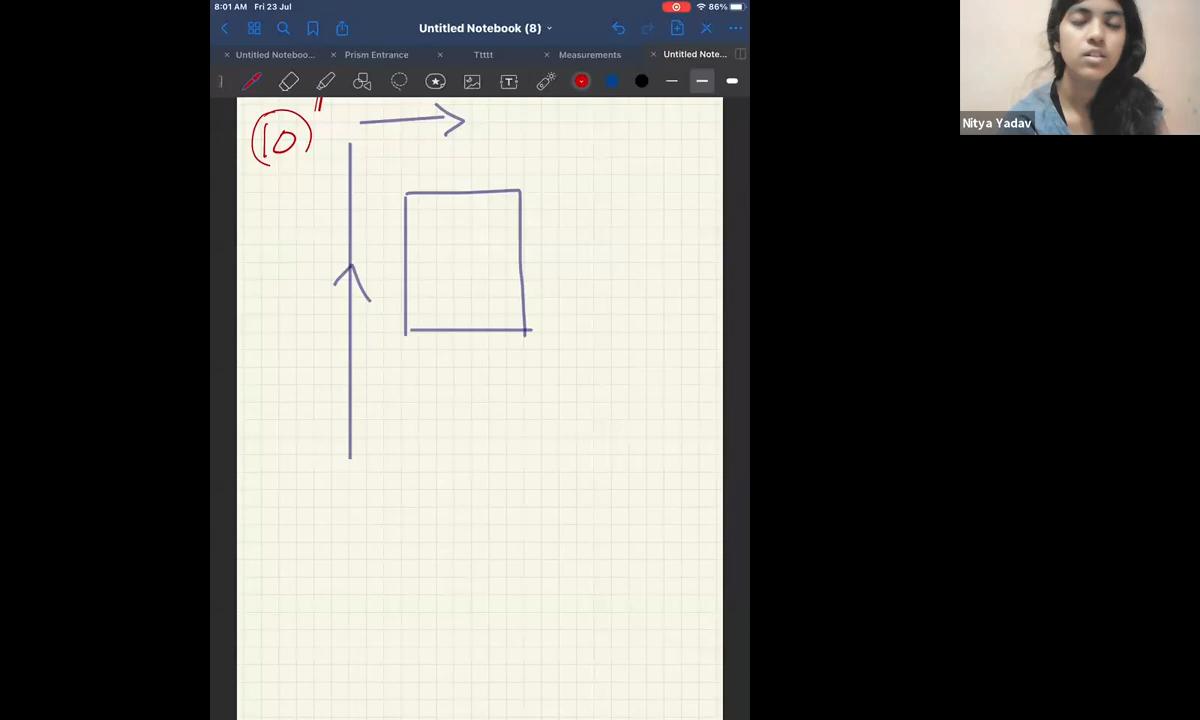 8:01 AM Fri 23 Jul
86%
Untitled Notebook (8)
Untitled Noteboo...
Prism Entrance
Ttttt
Measurements
Untitled Note...
T
10
Nitya Yadav